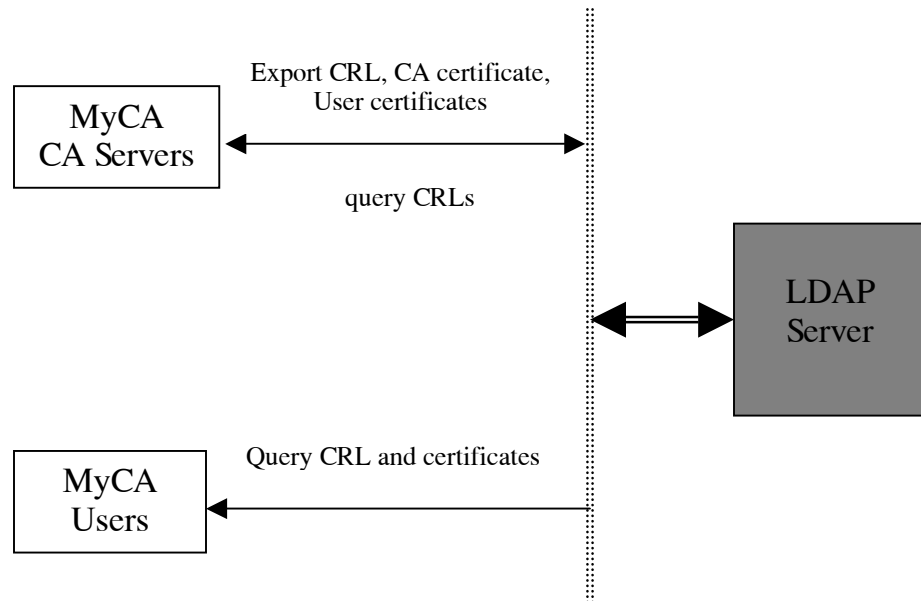 Export CRL, CA certificate,
User certificates
MyCA
CA Servers
query CRLs
LDAP
Server
Query CRL and certificates
MyCA
Users